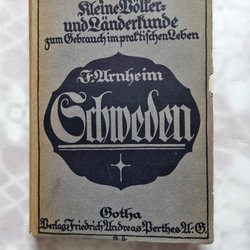 Kleine Völker-
und Länderkunde
zum Gebrauch im praktischen Leben
F. Arnheim
Schweden
Gotha
Verlag Friedrich Andreas Perthes A.-G.